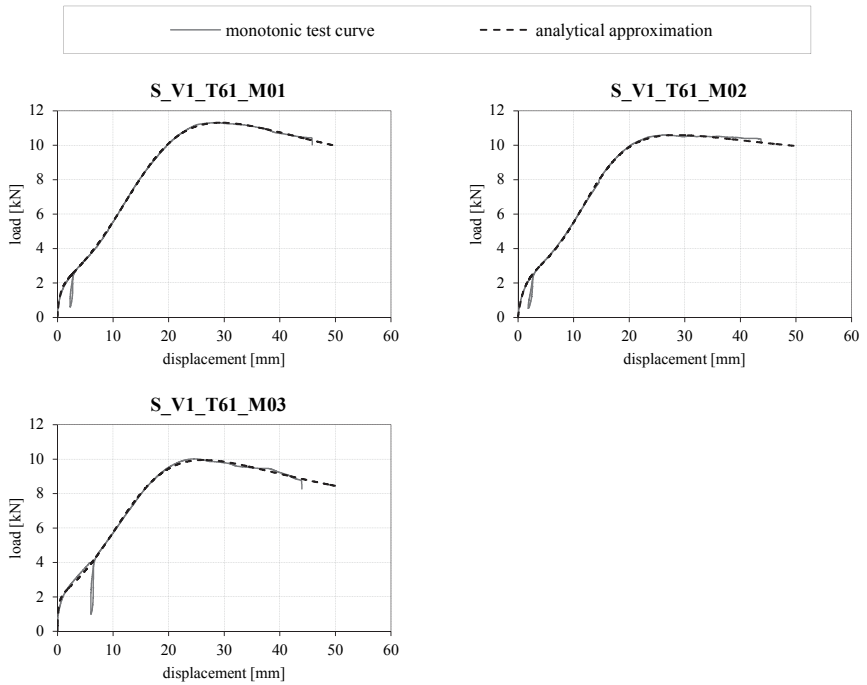 monotonic test curve
analytical approximation
S_V1_T61_M01
12
10
8
6
4
2
0
load [kN]
0 10 20 30 40 50 60
displacement [mm]
S_V1_T61_M02
12
10
8
6
4
2
0
load [kN]
0 10 20 30 40 50 60
displacement [mm]
S_V1_T61_M03
12
10
8
6
4
2
0
load [kN]
0 10 20 30 40 50 60
displacement [mm]